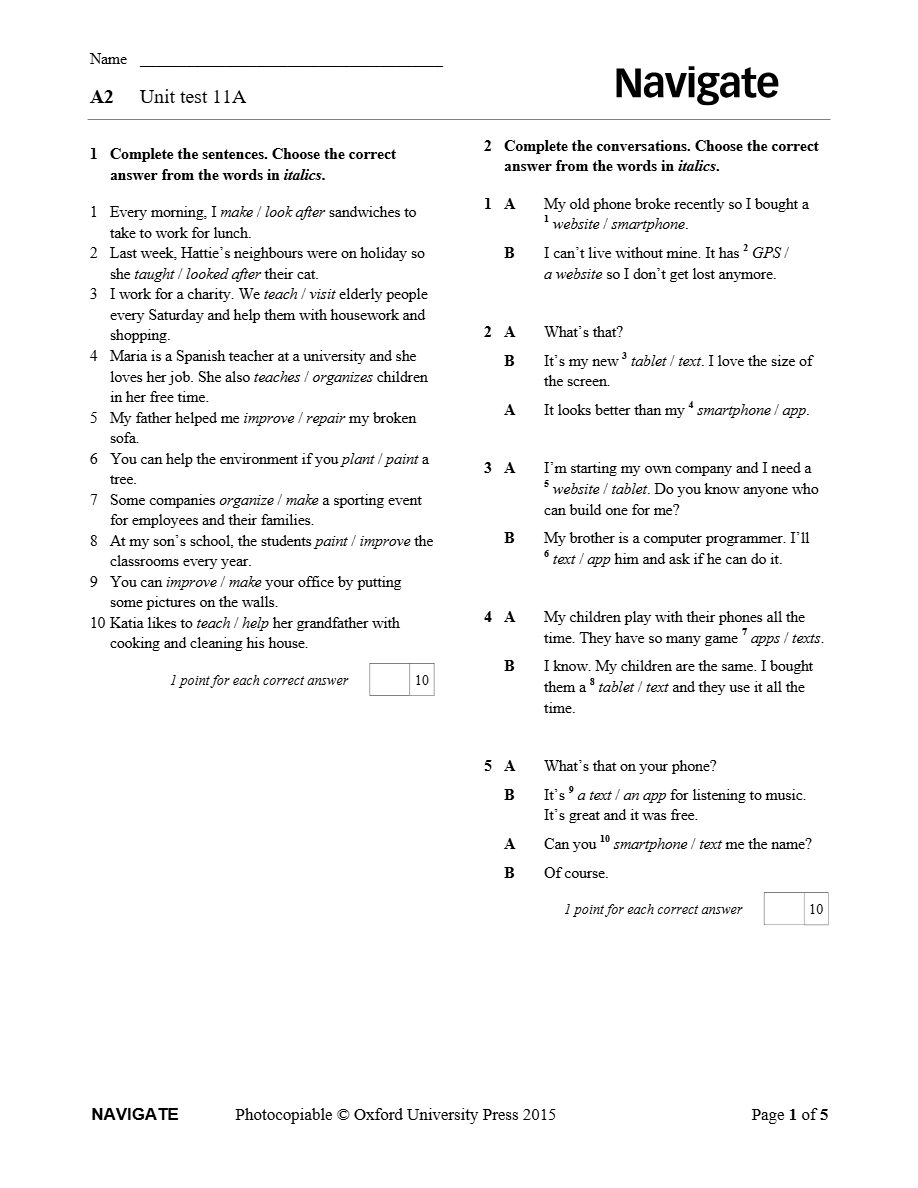 Name
A2 Unit test 11A
Navigate
1 Complete the sentences. Choose the correct
answer from the words in italics.
1 Every morning, I make / look after sandwiches to
take to work for lunch.
2 Last week, Hattie’s neighbours were on holiday so
she taught / looked after their cat.
3 I work for a charity. We teach / visit elderly people
every Saturday and help them with housework and
shopping.
4 Maria is a Spanish teacher at a university and she
loves her job. She also teaches / organizes children
in her free time.
5 My father helped me improve / repair my broken
sofa.
6 You can help the environment if you plant / paint a
tree.
7 Some companies organize / make a sporting event
for employees and their families.
8 At my son’s school, the students paint / improve the
classrooms every year.
9 You can improve / make your office by putting
some pictures on the walls.
10 Katia likes to teach / help her grandfather with
cooking and cleaning his house.
1 point for each correct answer 10
2 Complete the conversations. Choose the correct
answer from the words in italics.
1 A My old phone broke recently so I bought a
1 website / smartphone.
B I can’t live without mine. It has 2 GPS /
a website so I don’t get lost anymore.
2 A What’s that?
B It’s my new 3 tablet / text. I love the size of
the screen.
A It looks better than my 4 smartphone / app.
3 A I’m starting my own company and I need a
5 website / tablet. Do you know anyone who
can build one for me?
B My brother is a computer programmer. I’ll
6 text / app him and ask if he can do it.
4 A My children play with their phones all the
time. They have so many game 7 apps / texts.
B I know. My children are the same. I bought
them a 8 tablet / text and they use it all the
time.
5 A What’s that on your phone?
B It’s 9 a text / an app for listening to music.
It’s great and it was free.
A Can you 10 smartphone / text me the name?
B Of course.
1 point for each correct answer 10
NAVIGATE Photocopiable © Oxford University Press 2015 Page 1 of 5